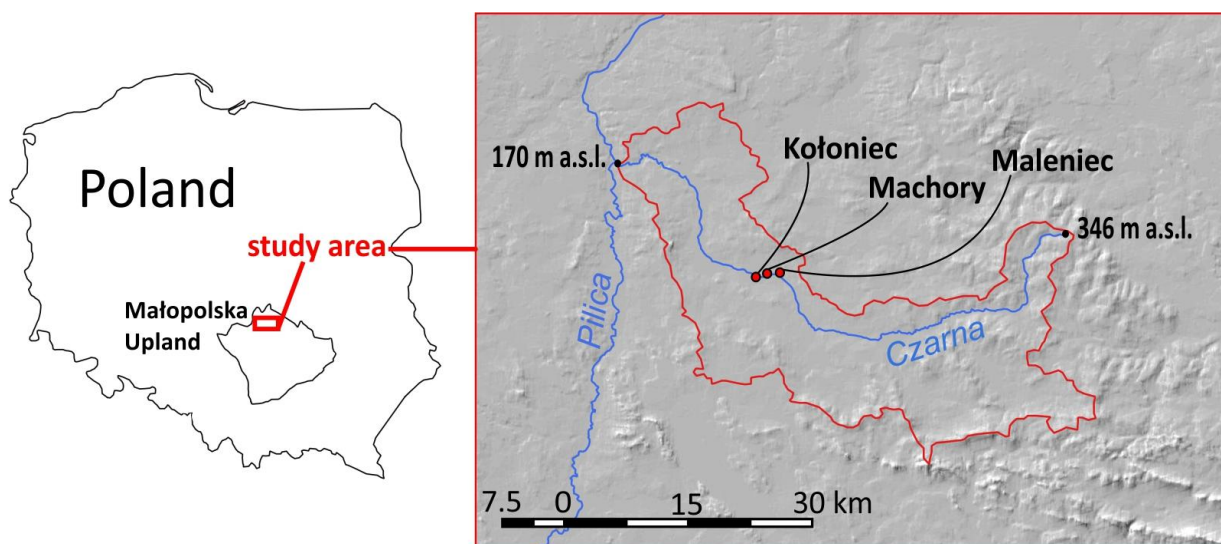 Poland
study area
Małopolska
Upland
170 m a.s.l.
Kołoniec
Machory
Maleniec
346 m a.s.l.
Pilica
Czarna
7.5 0 15 30 km